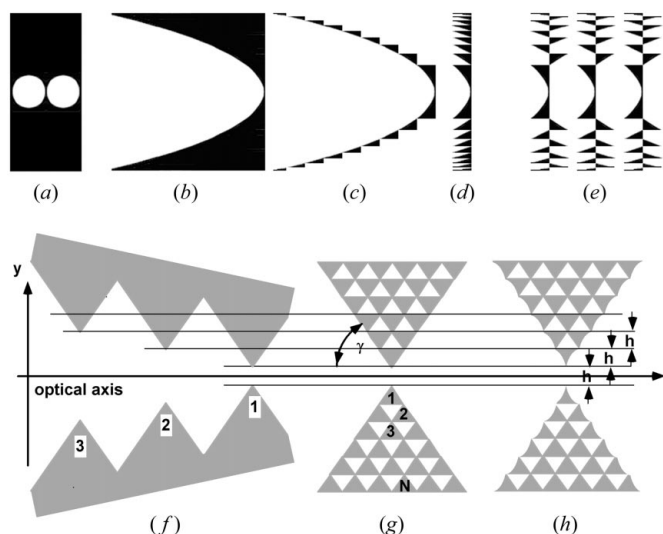 (a) (b) (c) (d) (e)
y
γ
h
h
h
optical axis
1
2
3
1
2
3
N
(f) (g) (h)